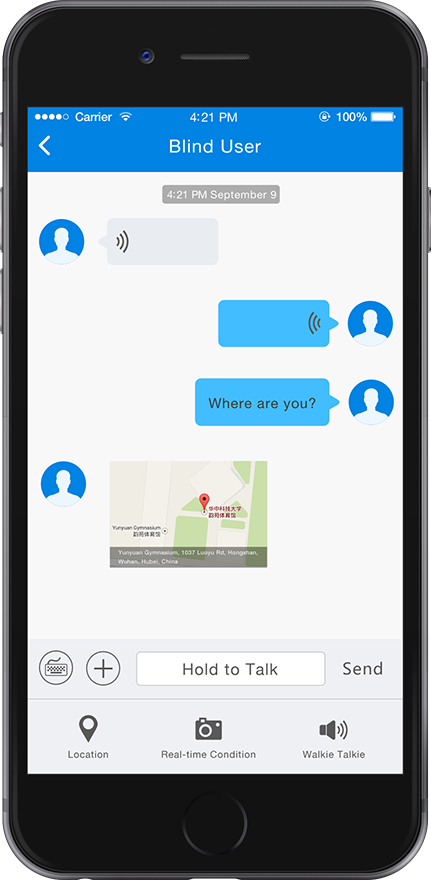 Carrier 4:21 PM 100%
Blind User
4:21 PM September 9
Where are you?
华中科技大学
韵苑体育馆
Yunyuan Gymnasium
韵苑体育馆
Yunyuan Gymnasium, 1037 Luoyu Rd, Hongshan,
Wuhan, Hubei, China
Hold to Talk Send
Location Real-time Condition Walkie Talkie